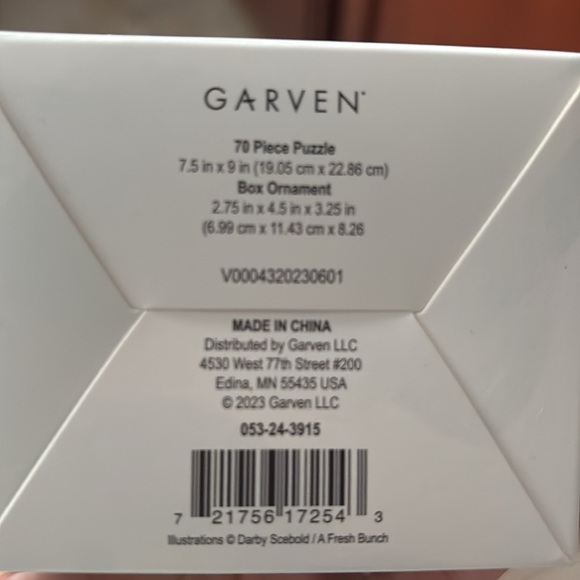 GARVEN
70 Piece Puzzle
7.5 in x 9 in (19.05 cm x 22.86 cm)
Box Ornament
2.75 in x 4.5 in x 3.25 in
(6.99 cm x 11.43 cm x 8.26
V0004320230601
MADE IN CHINA
Distributed by Garven LLC
4530 West 77th Street #200
Edina, MN 55435 USA
© 2023 Garven LLC
053-24-3915
7 21756 17254 3
Illustrations © Darby Scebold / A Fresh Bunch